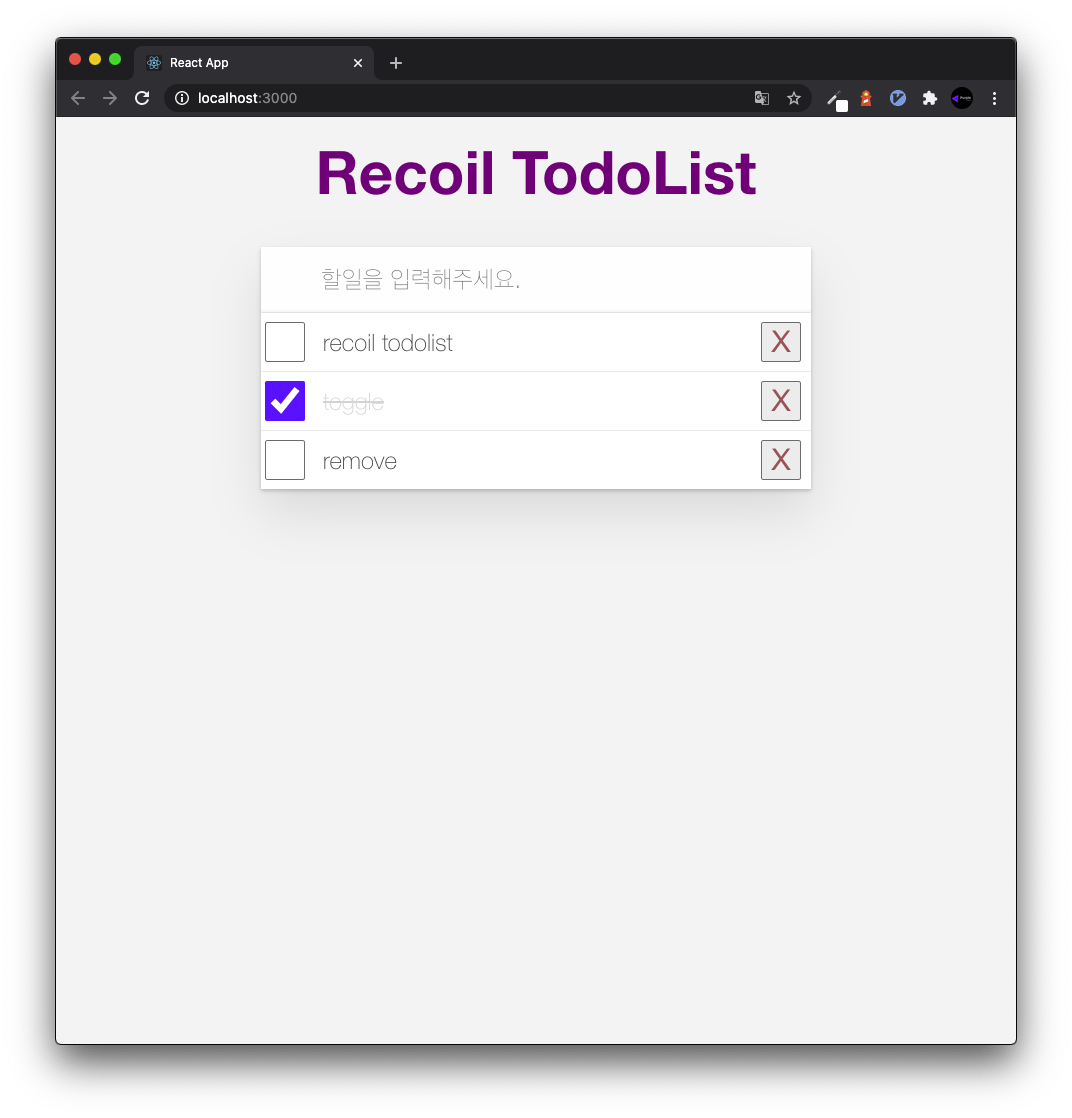 React App
localhost:3000
Recoil TodoList
할일을 입력해주세요.
recoil todolist
X
toggle
X
remove
X